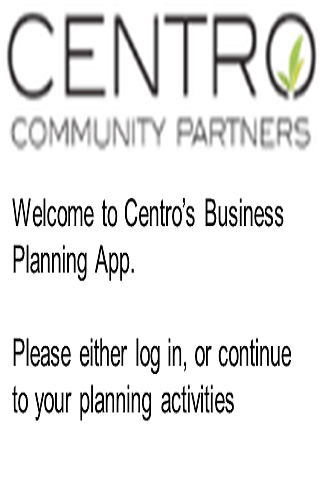 CENTRO
COMMUNITY PARTNERS
Welcome to Centro’s Business
Planning App.
Please either log in, or continue
to your planning activities